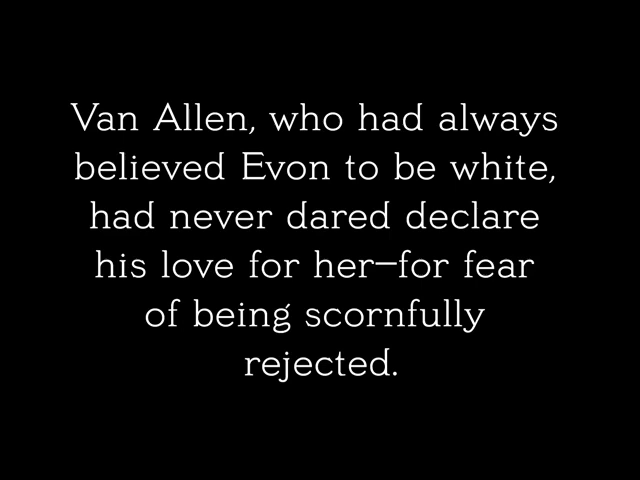 Van Allen, who had always
believed Evon to be white,
had never dared declare
his love for her—for fear
of being scornfully
rejected.